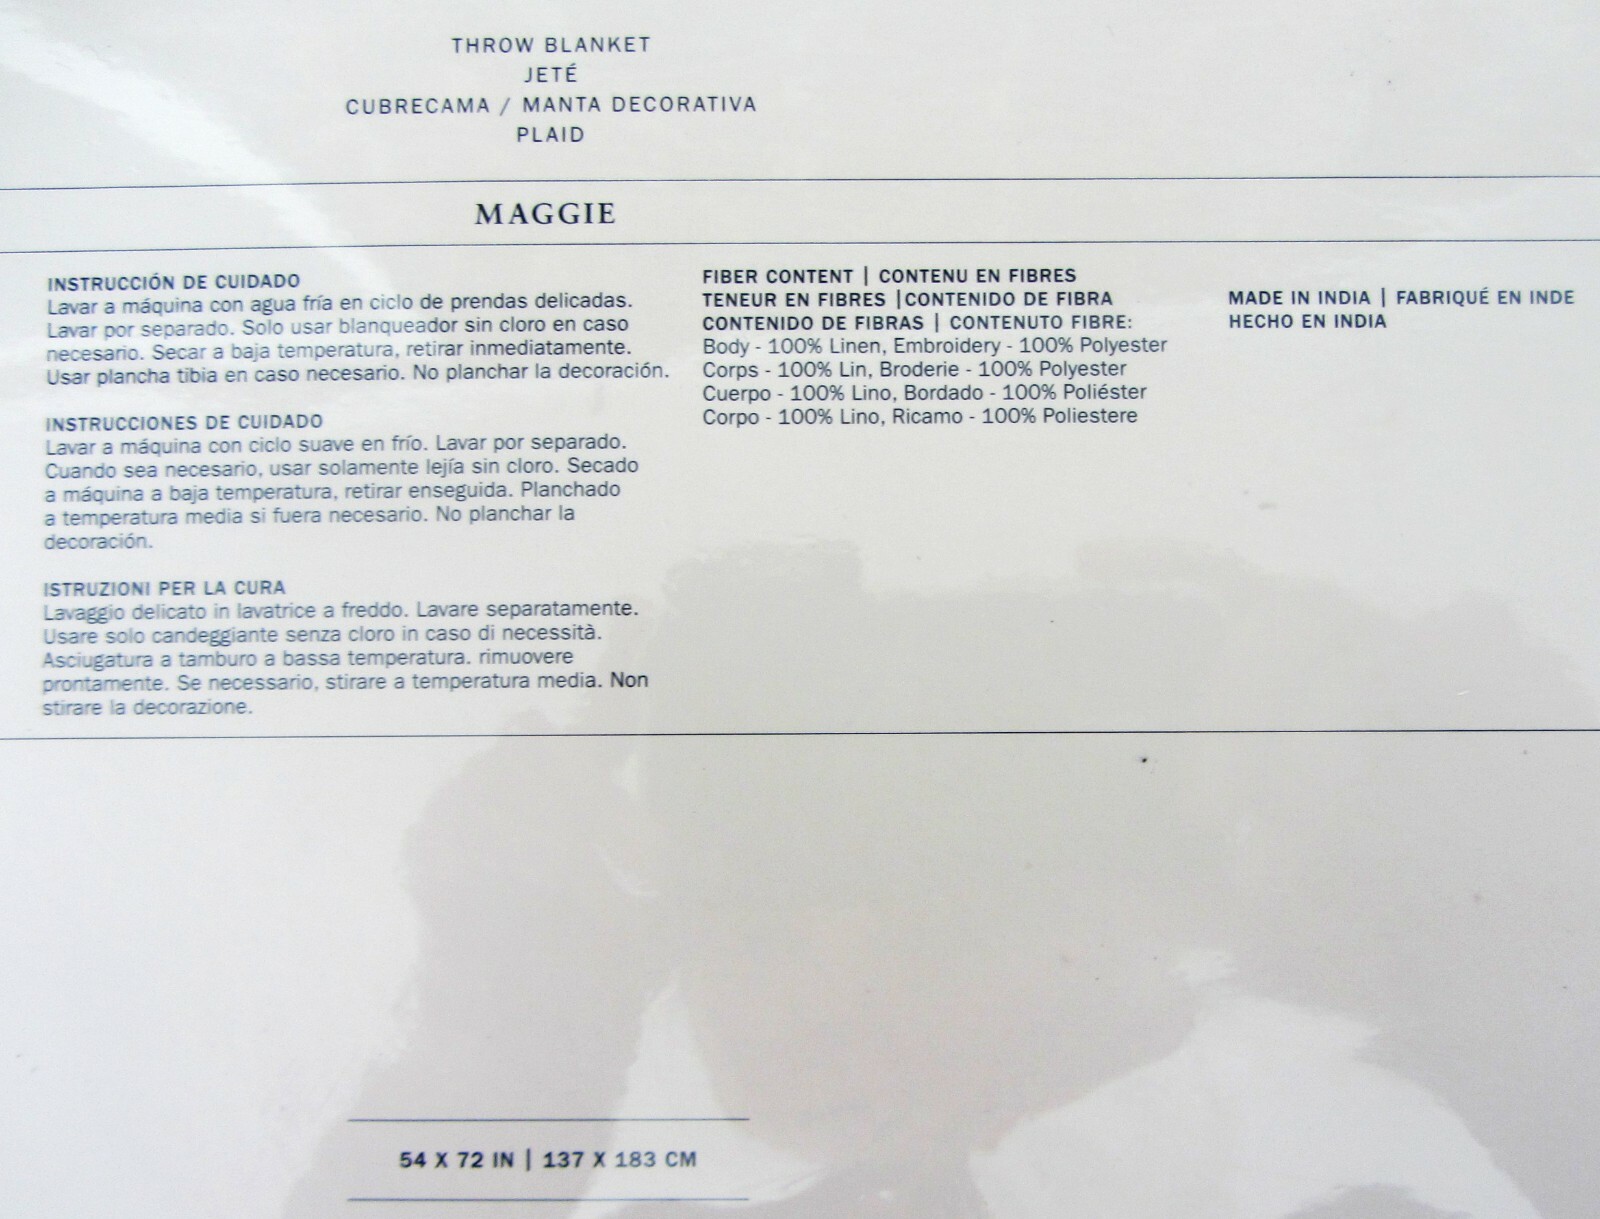 THROW BLANKET
JETÉ
CUBRECAMA / MANTA DECORATIVA
PLAID
MAGGIE
INSTRUCCIÓN DE CUIDADO
Lavar a máquina con agua fría en ciclo de prendas delicadas.
Lavar por separado. Solo usar blanqueador sin cloro en caso
necesario. Secar a baja temperatura, retirar inmediatamente.
Usar plancha tibia en caso necesario. No planchar la decoración.
INSTRUCCIONES DE CUIDADO
Lavar a máquina con ciclo suave en frío. Lavar por separado.
Cuando sea necesario, usar solamente lejía sin cloro. Secado
a máquina a baja temperatura, retirar enseguida. Planchado
a temperatura media si fuera necesario. No planchar la
decoración.
ISTRUZIONI PER LA CURA
Lavaggio delicato in lavatrice a freddo. Lavare separatamente.
Usare solo candeggiante senza cloro in caso di necessità.
Asciugatura a tamburo a bassa temperatura. rimuovere
prontamente. Se necessario, stirare a temperatura media. Non
stirare la decorazione.
FIBER CONTENT | CONTENU EN FIBRES
TENEUR EN FIBRES |CONTENIDO DE FIBRA
CONTENIDO DE FIBRAS | CONTENUTO FIBRE:
Body - 100% Linen, Embroidery - 100% Polyester
Corps - 100% Lin, Broderie - 100% Polyester
Cuerpo - 100% Lino, Bordado - 100% Poliéster
Corpo - 100% Lino, Ricamo - 100% Poliestere
MADE IN INDIA | FABRIQUÉ EN INDE
HECHO EN INDIA
54 X 72 IN | 137 X 183 CM